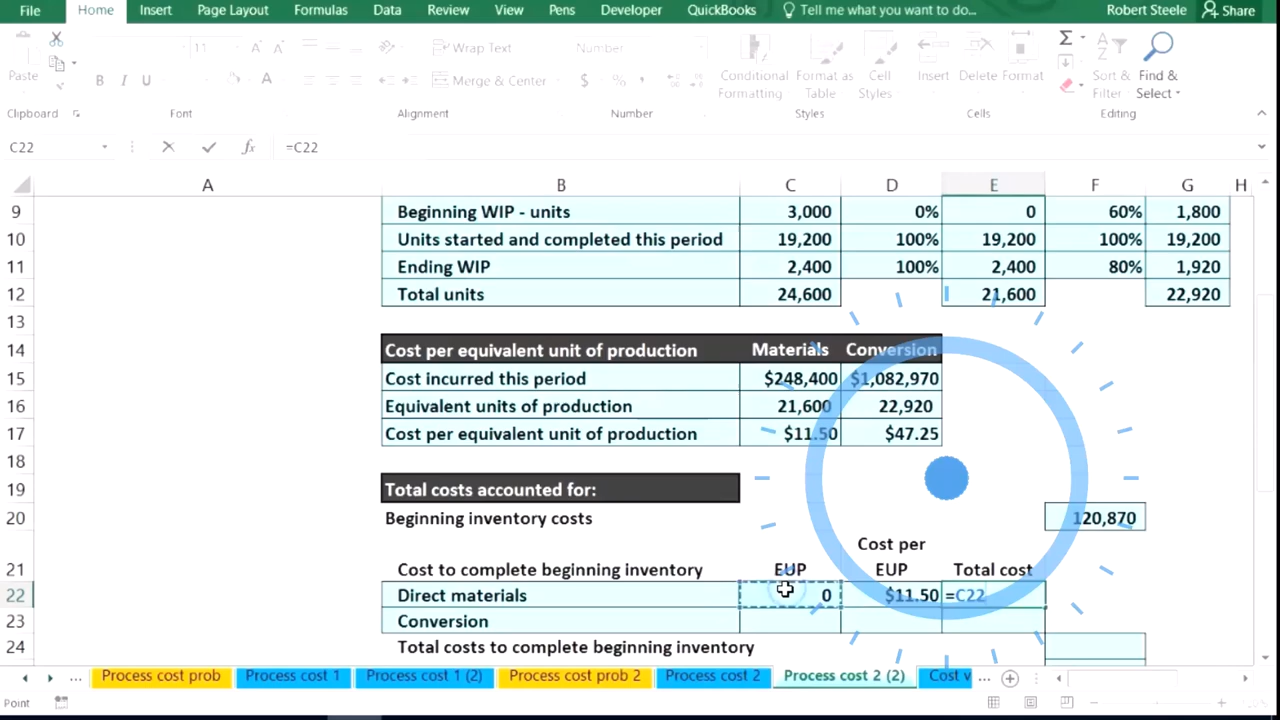 File Home Insert Page Layout Formulas Data Review View Pens Developer QuickBooks Tell me what you want to do... Robert Steele Share
11 A A Wrap Text Number Σ
Paste B I U A Merge & Center $ % Conditional Formatting Format as Table Cell Styles Insert Delete Format Sort & Filter Find & Select
Clipboard Font Alignment Number Styles Cells Editing
C22 fx =C22
A B C D E F G H
9 Beginning WIP - units 3,000 0% 0 60% 1,800
10 Units started and completed this period 19,200 100% 19,200 100% 19,200
11 Ending WIP 2,400 100% 2,400 80% 1,920
12 Total units 24,600 21,600 22,920
13
14 Cost per equivalent unit of production Materials Conversion
15 Cost incurred this period $248,400 $1,082,970
16 Equivalent units of production 21,600 22,920
17 Cost per equivalent unit of production $11.50 $47.25
18
19 Total costs accounted for:
20 Beginning inventory costs 120,870
21 Cost to complete beginning inventory EUP Cost per EUP Total cost
22 Direct materials 0 $11.50 =C22
23 Conversion
24 Total costs to complete beginning inventory
... Process cost prob Process cost 1 Process cost 1 (2) Process cost prob 2 Process cost 2 Process cost 2 (2) Cost v ...
Point